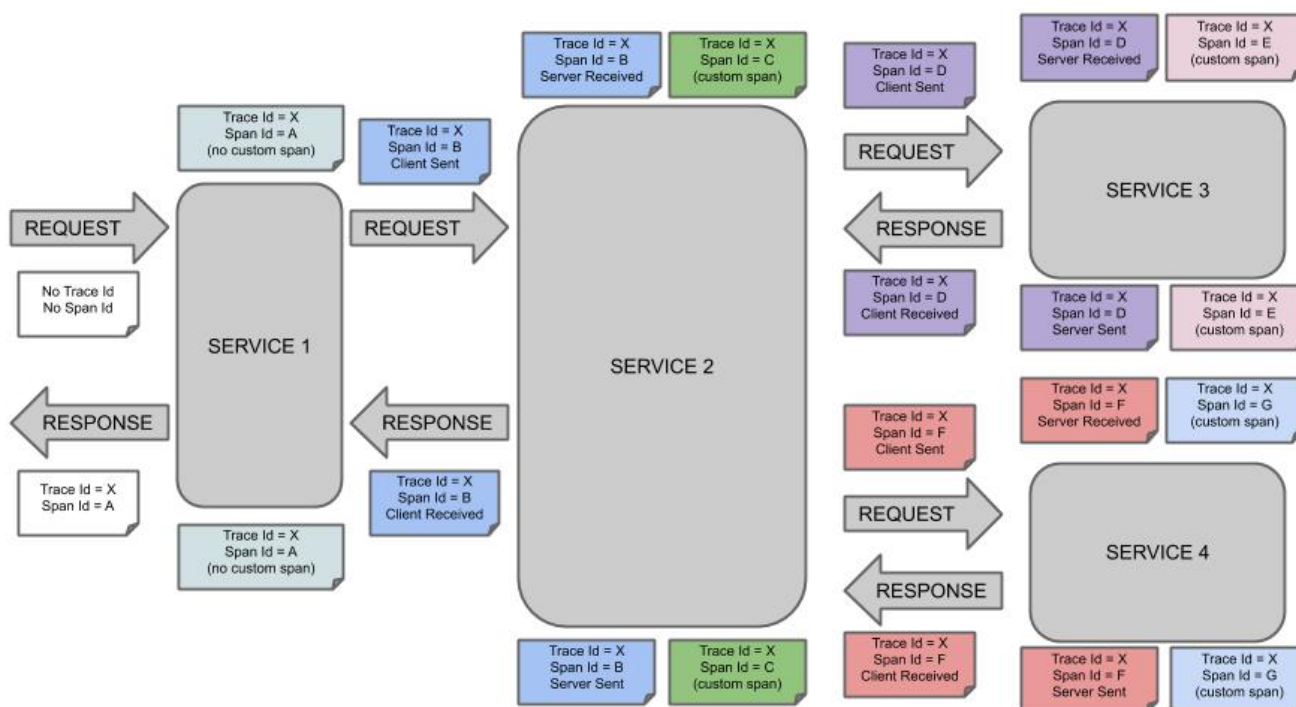 Trace Id = X
Span Id = B
Server Received
Trace Id = X
Span Id = C
(custom span)
Trace Id = X
Span Id = D
Client Sent
Trace Id = X
Span Id = D
Server Received
Trace Id = X
Span Id = E
(custom span)
Trace Id = X
Span Id = A
(no custom span)
Trace Id = X
Span Id = B
Client Sent
REQUEST
REQUEST
REQUEST
SERVICE 3
RESPONSE
No Trace Id
No Span Id
Trace Id = X
Span Id = D
Client Received
Trace Id = X
Span Id = D
Server Sent
Trace Id = X
Span Id = E
(custom span)
SERVICE 1
SERVICE 2
RESPONSE
RESPONSE
Trace Id = X
Span Id = F
Client Sent
Trace Id = X
Span Id = F
Server Received
Trace Id = X
Span Id = G
(custom span)
Trace Id = X
Span Id = A
Trace Id = X
Span Id = B
Client Received
REQUEST
SERVICE 4
Trace Id = X
Span Id = A
(no custom span)
RESPONSE
Trace Id = X
Span Id = B
Server Sent
Trace Id = X
Span Id = C
(custom span)
Trace Id = X
Span Id = F
Client Received
Trace Id = X
Span Id = F
Server Sent
Trace Id = X
Span Id = G
(custom span)